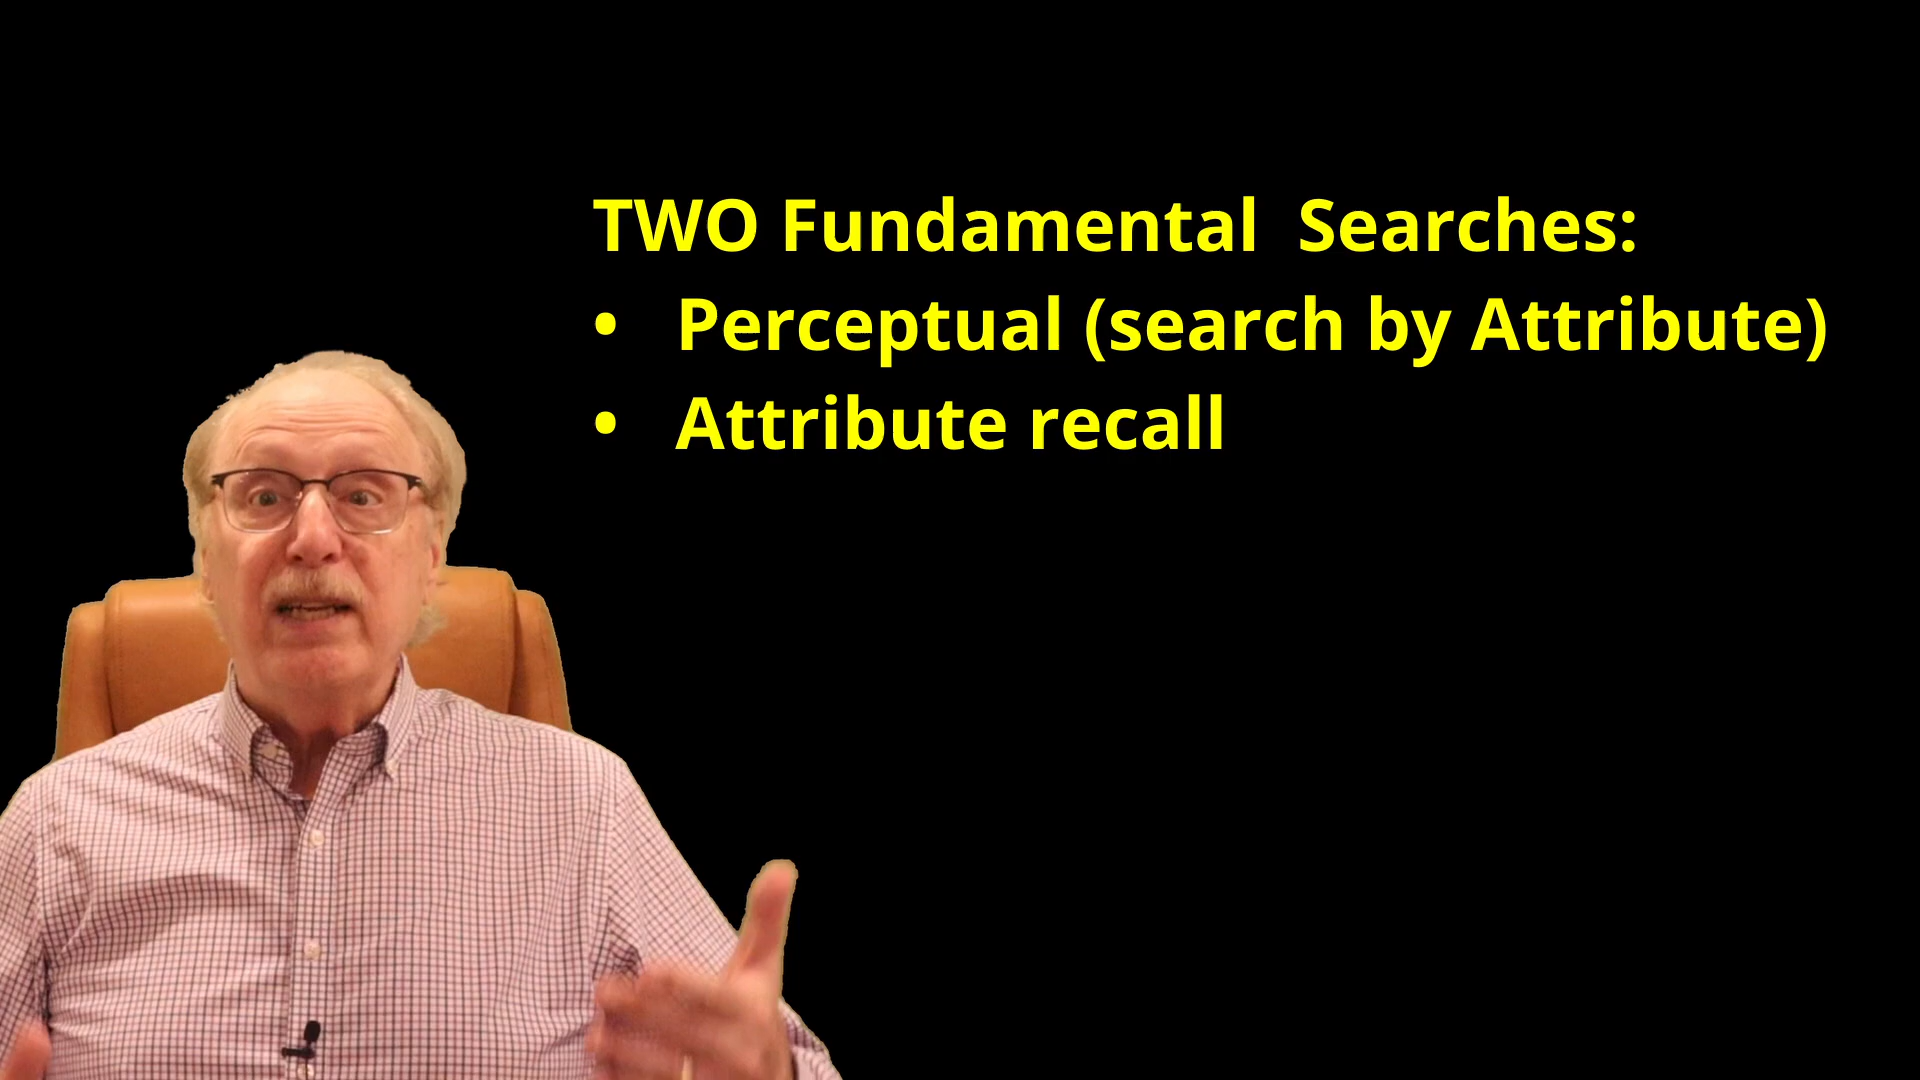 TWO Fundamental  Searches:
•   Perceptual (search by Attribute)
•   Attribute recall